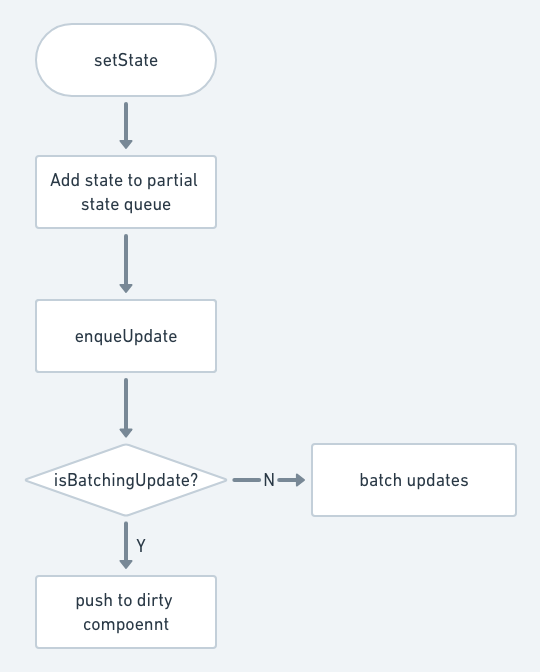 setState
Add state to partial
state queue
enqueUpdate
isBatchingUpdate?
N
batch updates
Y
push to dirty
compoennt